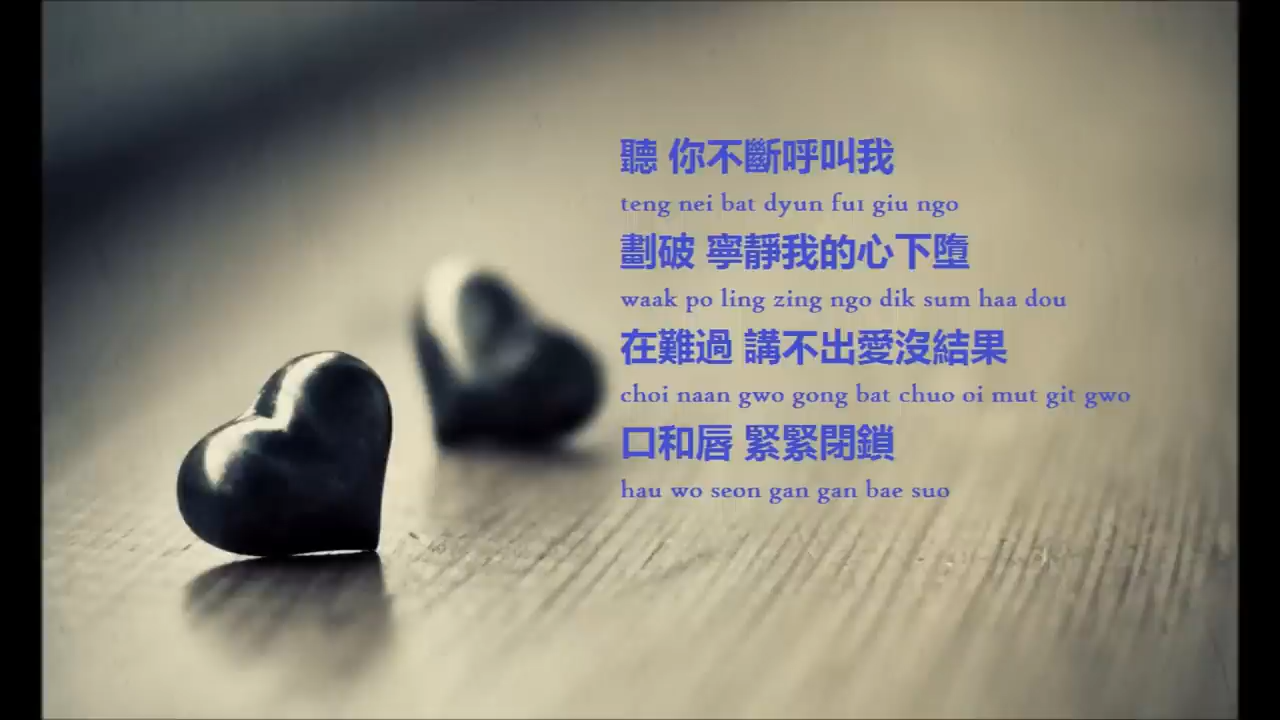 聽 你不斷呼叫我
teng nei bat dyun fuı giu ngo
劃破 寧靜我的心下墮
waak po ling zing ngo dik sum haa dou
在難過 講不出愛沒結果
choi naan gwo gong bat chuo oi mut git gwo
口和唇 緊緊閉鎖
hau wo seon gan gan bae suo